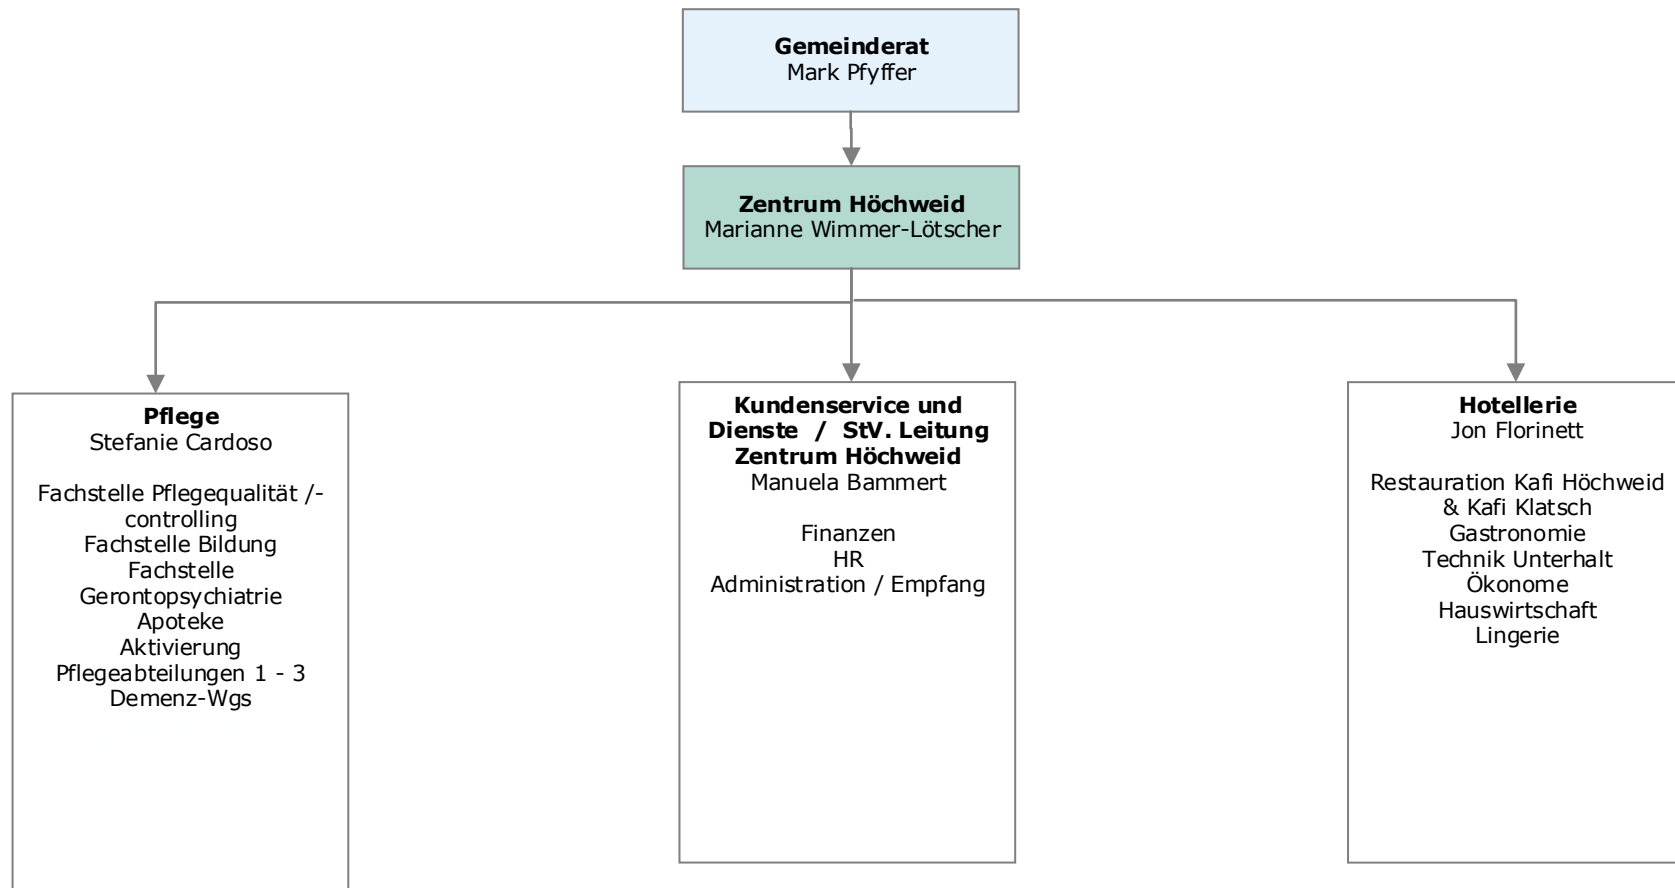 Gemeinderat
Mark Pfyffer
Zentrum Höchweid
Marianne Wimmer-Lötscher
Pflege
Stefanie Cardoso
Fachstelle Pflegequalität /-
controlling
Fachstelle Bildung
Fachstelle
Gerontopsychiatrie
Apoteke
Aktivierung
Pflegeabteilungen 1 - 3
Demenz-Wgs
Kundenservice und
Dienste / StV. Leitung
Zentrum Höchweid
Manuela Bammert
Finanzen
HR
Administration / Empfang
Hotellerie
Jon Florinett
Restauration Kafi Höchweid
& Kafi Klatsch
Gastronomie
Technik Unterhalt
Ökonome
Hauswirtschaft
Lingerie